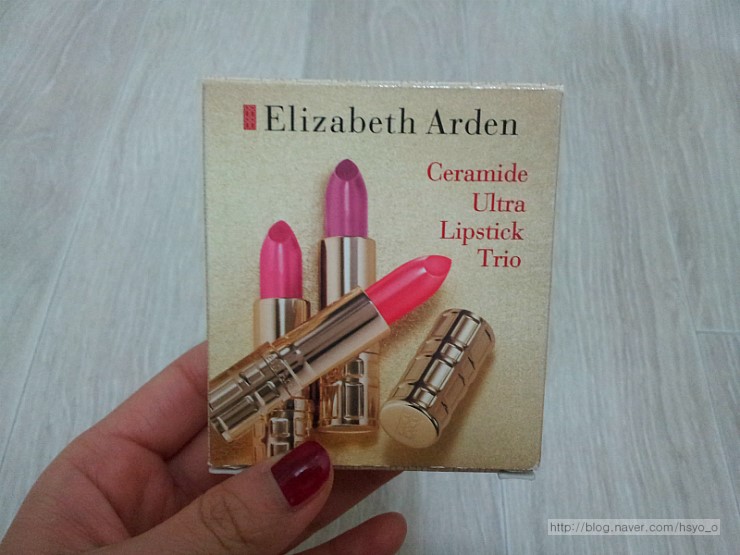 Elizabeth Arden
Ceramide
Ultra
Lipstick
Trio
http://blog.naver.com/hsyo_o